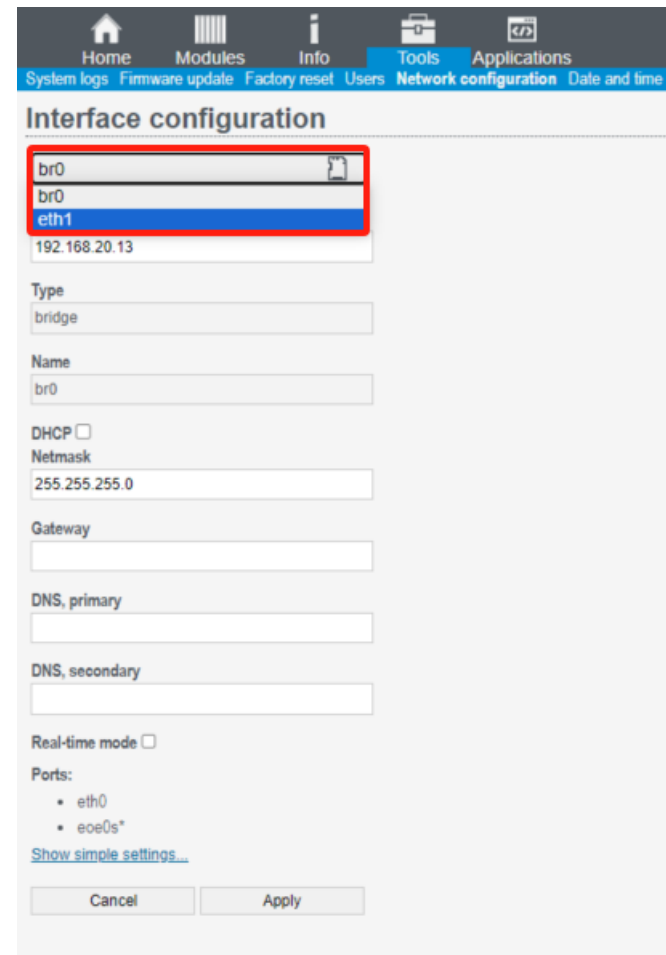 Home Modules Info Tools Applications
System logs Firmware update Factory reset Users Network configuration Date and time
Interface configuration
br0
br0
eth1
192.168.20.13
Type
bridge
Name
br0
DHCP
Netmask
255.255.255.0
Gateway
DNS, primary
DNS, secondary
Real-time mode
Ports:
• eth0
• eoe0s*
Show simple settings...
Cancel Apply